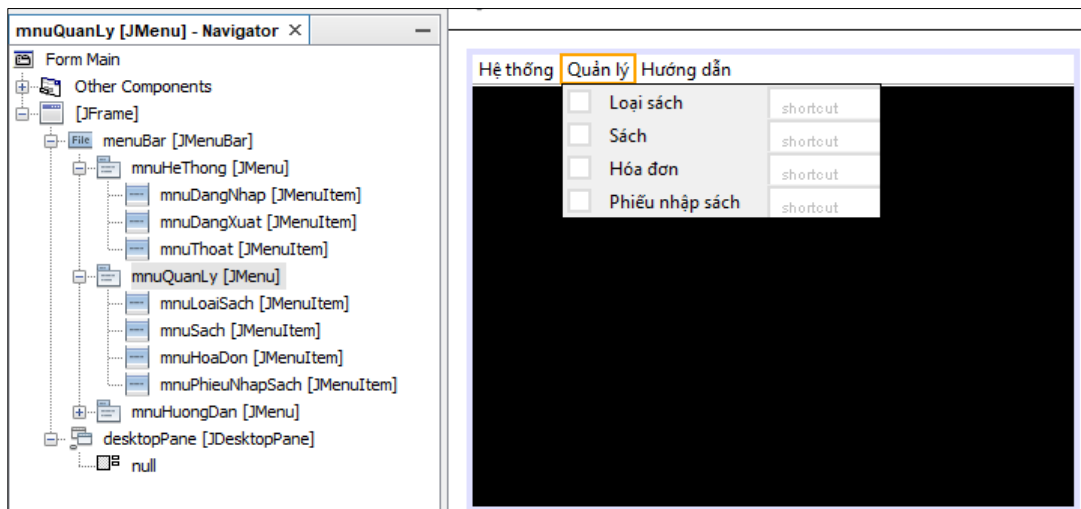 mnuQuanLy [JMenu] - Navigator
Form Main
Other Components
[JFrame]
menuBar [JMenuBar]
mnuHeThong [JMenu]
mnuDangNhap [JMenuItem]
mnuDangXuat [JMenuItem]
mnuThoat [JMenuItem]
mnuQuanLy [JMenu]
mnuLoaiSach [JMenuItem]
mnuSach [JMenuItem]
mnuHoaDon [JMenuItem]
mnuPhieuNhapSach [JMenuItem]
mnuHuongDan [JMenu]
desktopPane [JDesktopPane]
null
Hệ thống Quản lý Hướng dẫn
Loại sách shortcut
Sách shortcut
Hóa đơn shortcut
Phiếu nhập sách shortcut